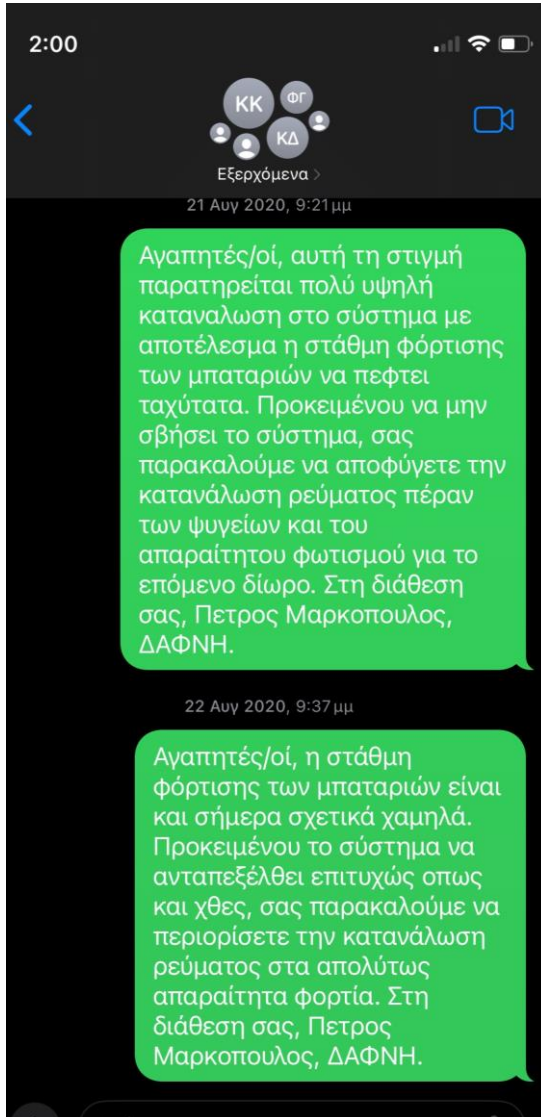 2:00
ΚΚ
ΦΓ
ΚΔ
Εξερχόμενα
21 Αυγ 2020, 9:21 μμ
Αγαπητές/οί, αυτή τη στιγμή
παρατηρείται πολύ υψηλή
καταναλωση στο σύστημα με
αποτέλεσμα η στάθμη φόρτισης
των μπαταριών να πεφτει
ταχύτατα. Προκειμένου να μην
σβήσει το σύστημα, σας
παρακαλούμε να αποφύγετε την
κατανάλωση ρεύματος πέραν
των ψυγείων και του
απαραίτητου φωτισμού για το
επόμενο δίωρο. Στη διάθεση
σας, Πετρος Μαρκοπουλος,
ΔΑΦΝΗ.
22 Αυγ 2020, 9:37 μμ
Αγαπητές/οί, η στάθμη
φόρτισης των μπαταριών είναι
και σήμερα σχετικά χαμηλά.
Προκειμένου το σύστημα να
ανταπεξέλθει επιτυχώς οπως
και χθες, σας παρακαλούμε να
περιορίσετε την κατανάλωση
ρεύματος στα απολύτως
απαραίτητα φορτία. Στη
διάθεση σας, Πετρος
Μαρκοπουλος, ΔΑΦΝΗ.